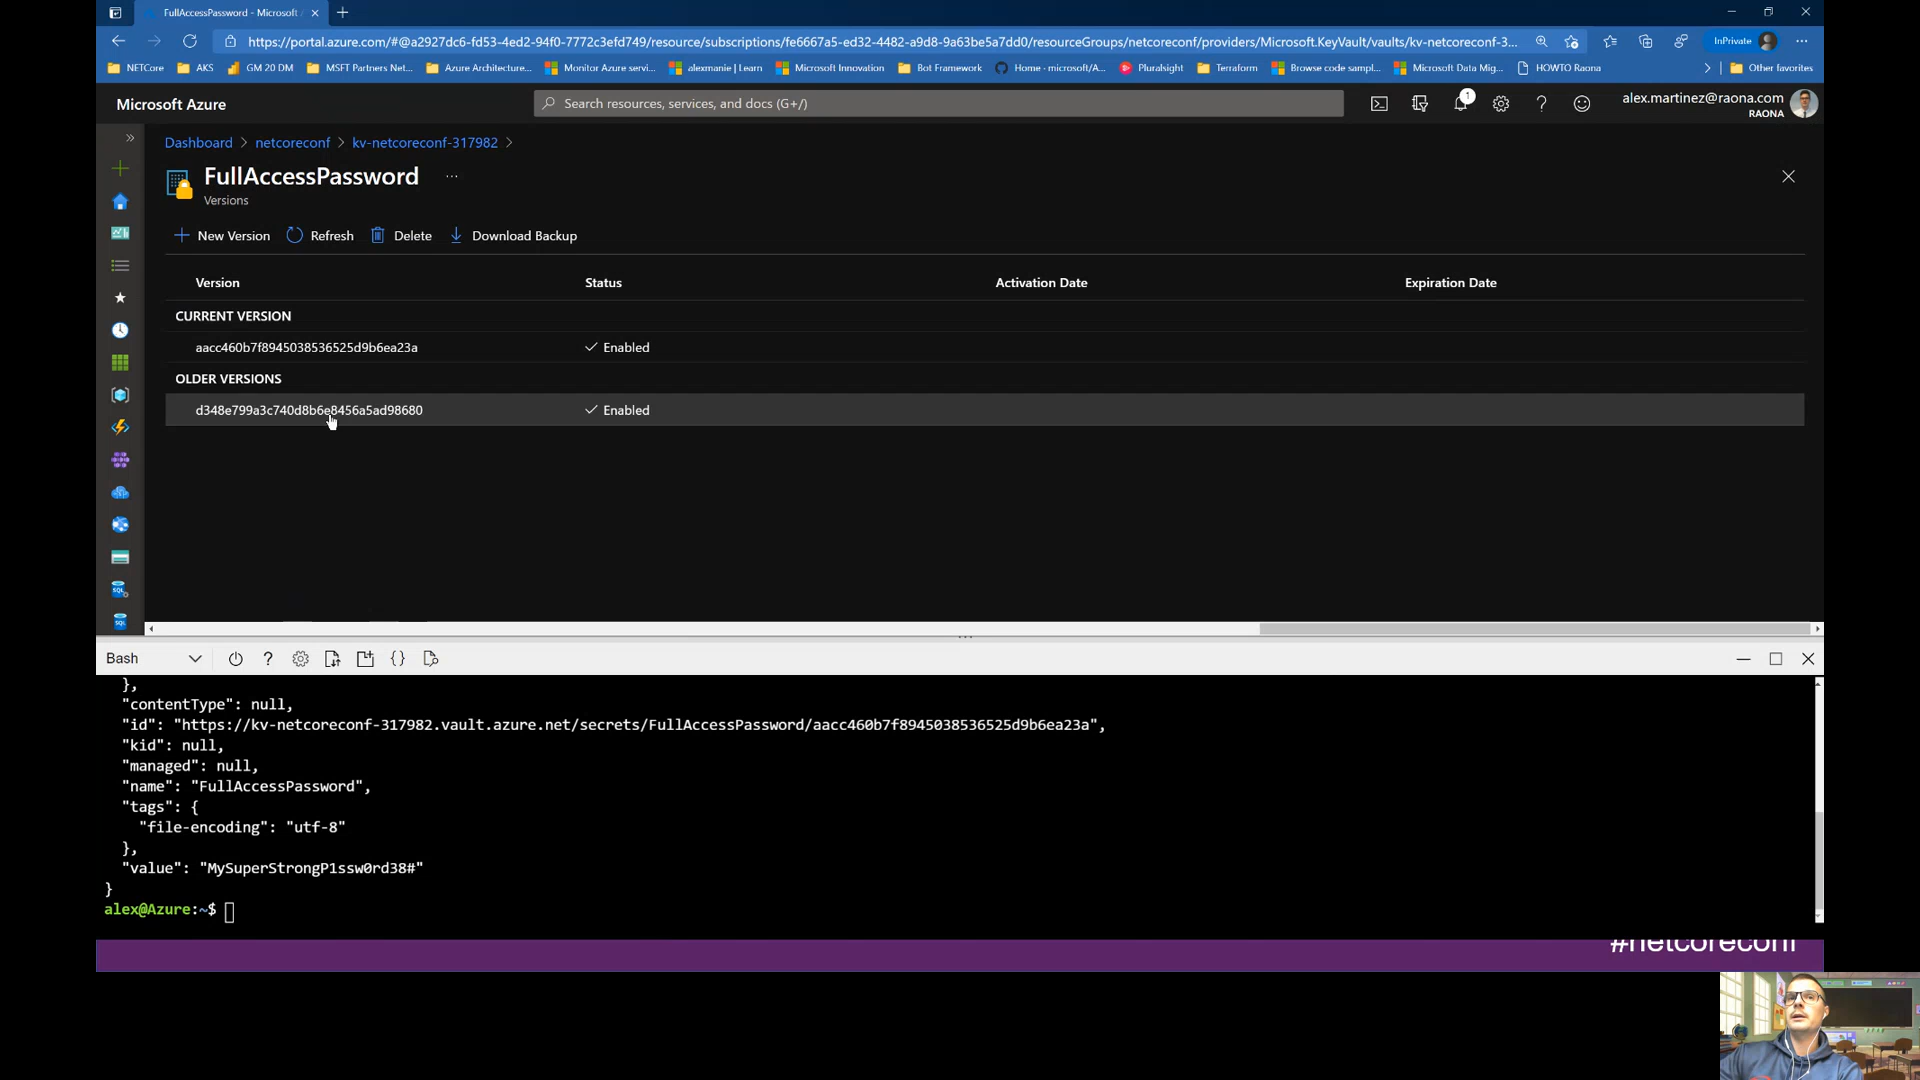 FullAccessPassword - Microsoft
https://portal.azure.com/#@a2927dc6-fd53-4ed2-94f0-7772c3efd749/resource/subscriptions/fe6667a5-ed32-4482-a9d8-9a63be5a7dd0/resourceGroups/netcoreconf/providers/Microsoft.KeyVault/vaults/kv-netcoreconf-3... InPrivate
NETCore AKS GM 20 DM MSFT Partners Net... Azure Architecture... Monitor Azure servi... alexmanie | Learn Microsoft Innovation Bot Framework Home · microsoft/A... Pluralsight Terraform Browse code sampl... Microsoft Data Mig... HOWTO Raona Other favorites
Microsoft Azure Search resources, services, and docs (G+/) 1 alex.martinez@raona.com
RAONA
Dashboard > netcoreconf > kv-netcoreconf-317982 >
FullAccessPassword ...
Versions
New Version Refresh Delete Download Backup
Version Status Activation Date Expiration Date
CURRENT VERSION
aacc460b7f8945038536525d9b6ea23a Enabled
OLDER VERSIONS
d348e799a3c740d8b6e8456a5ad98680 Enabled
Bash
},
"contentType": null,
"id": "https://kv-netcoreconf-317982.vault.azure.net/secrets/FullAccessPassword/aacc460b7f8945038536525d9b6ea23a",
"kid": null,
"managed": null,
"name": "FullAccessPassword",
"tags": {
"file-encoding": "utf-8"
},
"value": "MySuperStrongP1ssw0rd38#"
}
alex@Azure:~$
#netcoreconf